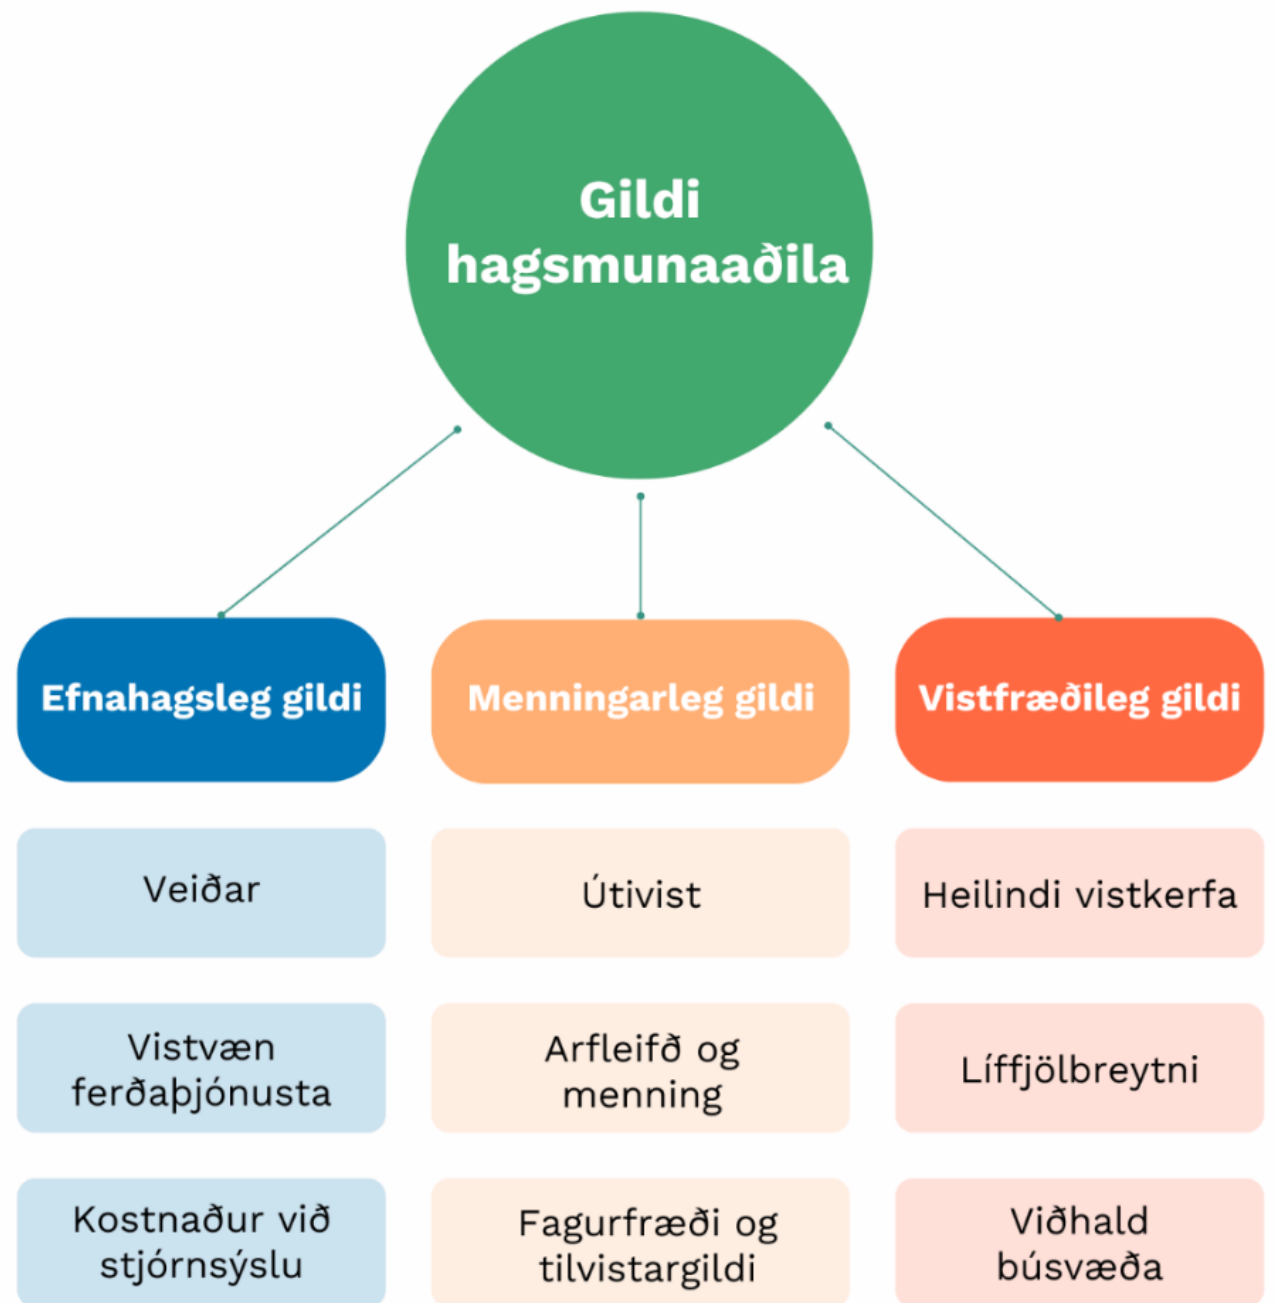 Gildi
hagsmunaaðila
Efnahagsleg gildi
Menningarleg gildi
Vistfræðileg gildi
Veiðar
Útivist
Heilindi vistkerfa
Vistvæn
ferðaþjónusta
Arfleifð og
menning
Líffjölbreytni
Kostnaður við
stjórnsýslu
Fagurfræði og
tilvistargildi
Viðhald
búsvæða